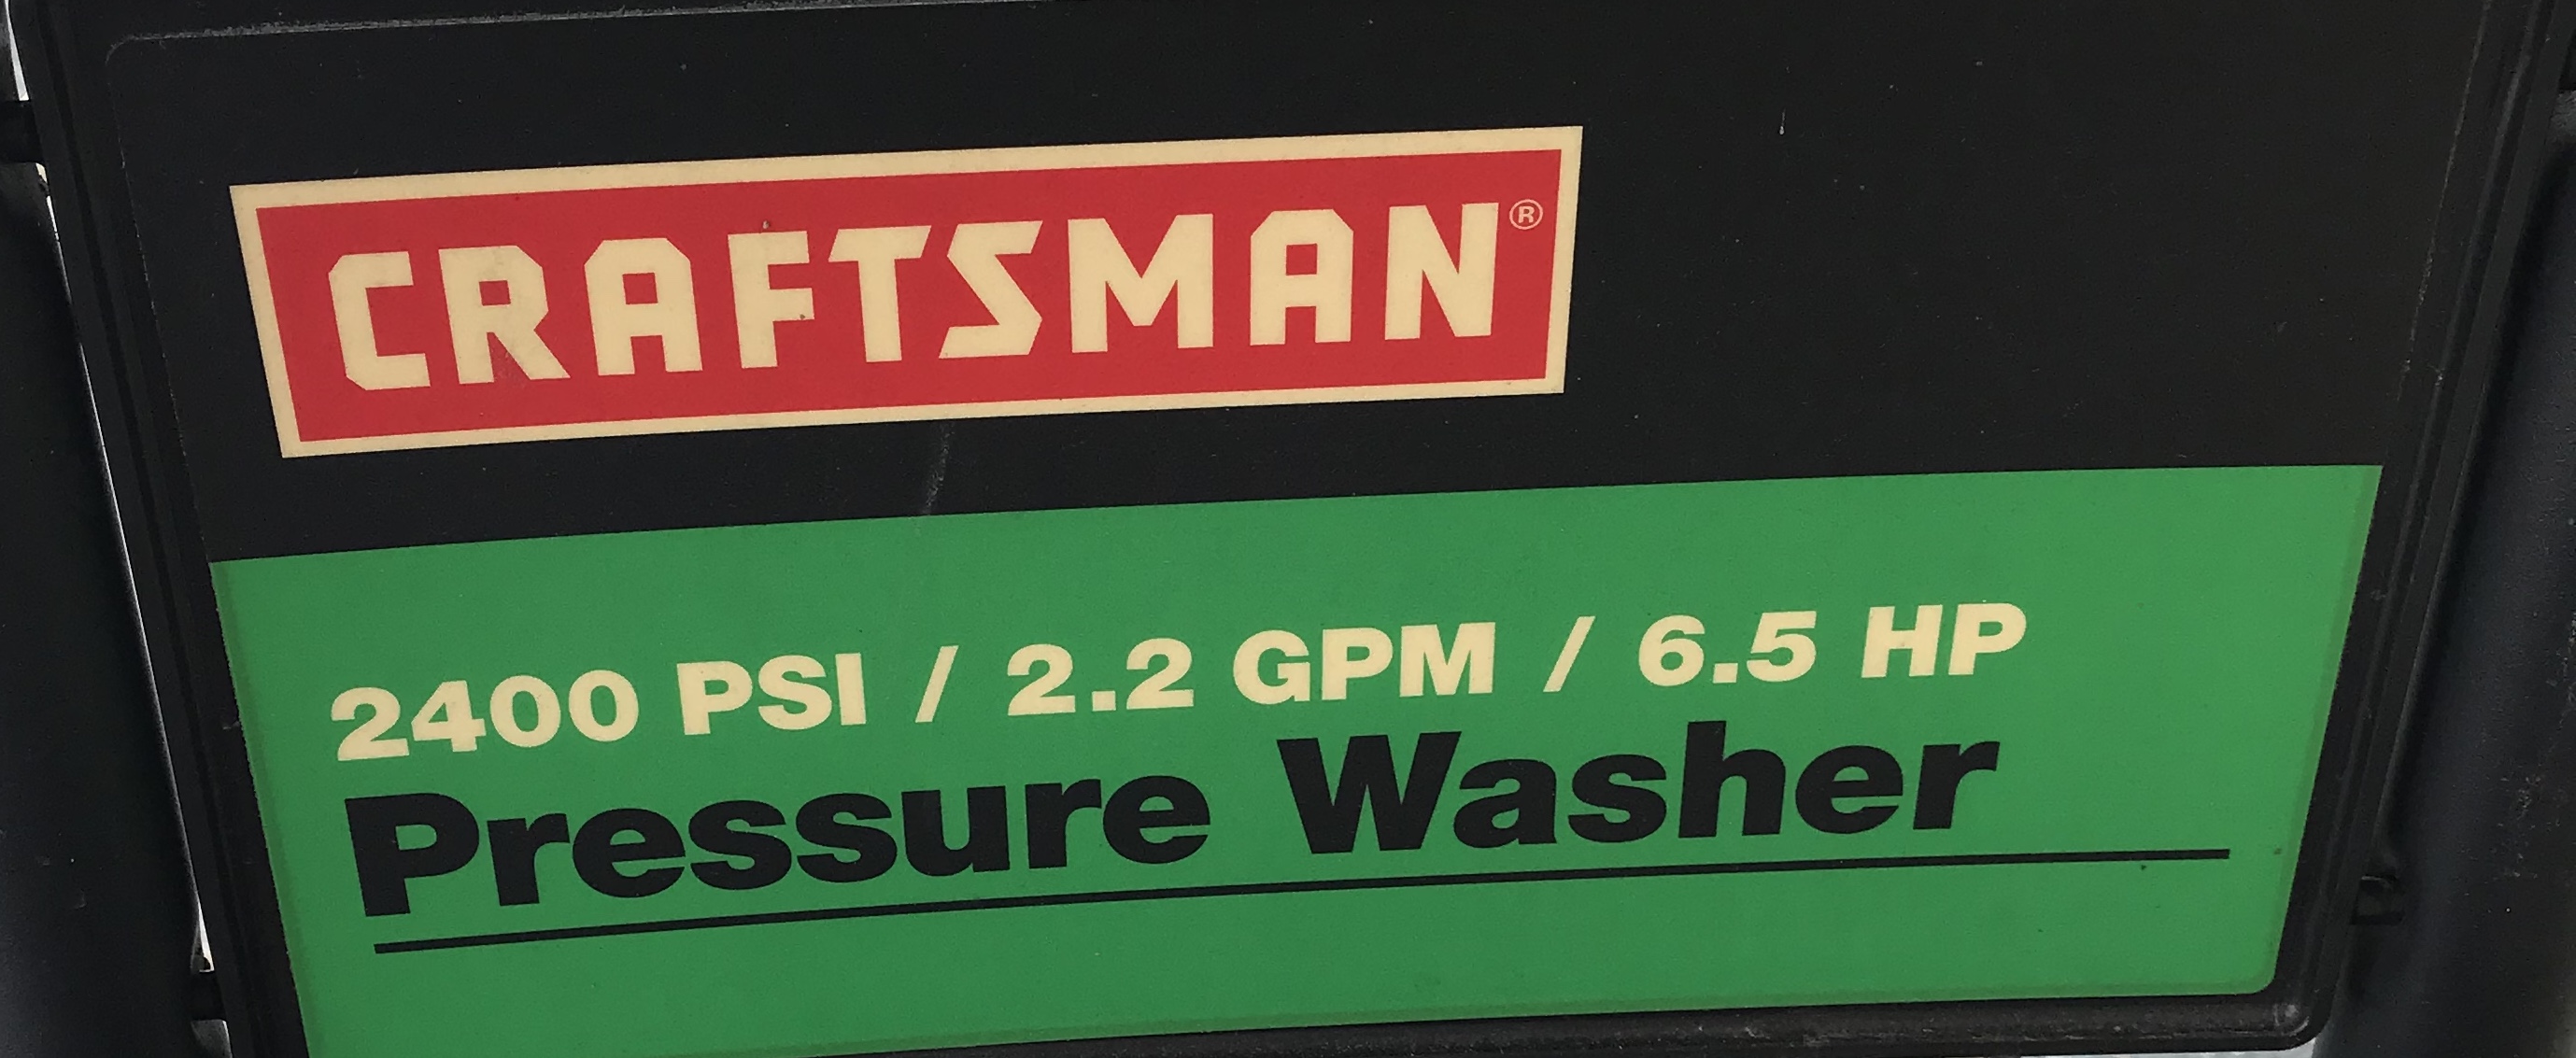 CRAFTSMAN®
2400 PSI / 2.2 GPM / 6.5 HP
Pressure Washer